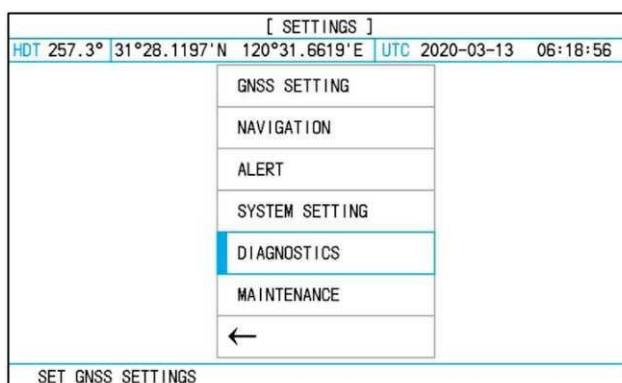 [ SETTINGS ]
HDT 257.3° 31°28.1197'N 120°31.6619'E UTC 2020-03-13 06:18:56
GNSS SETTING
NAVIGATION
ALERT
SYSTEM SETTING
DIAGNOSTICS
MAINTENANCE
←
SET GNSS SETTINGS